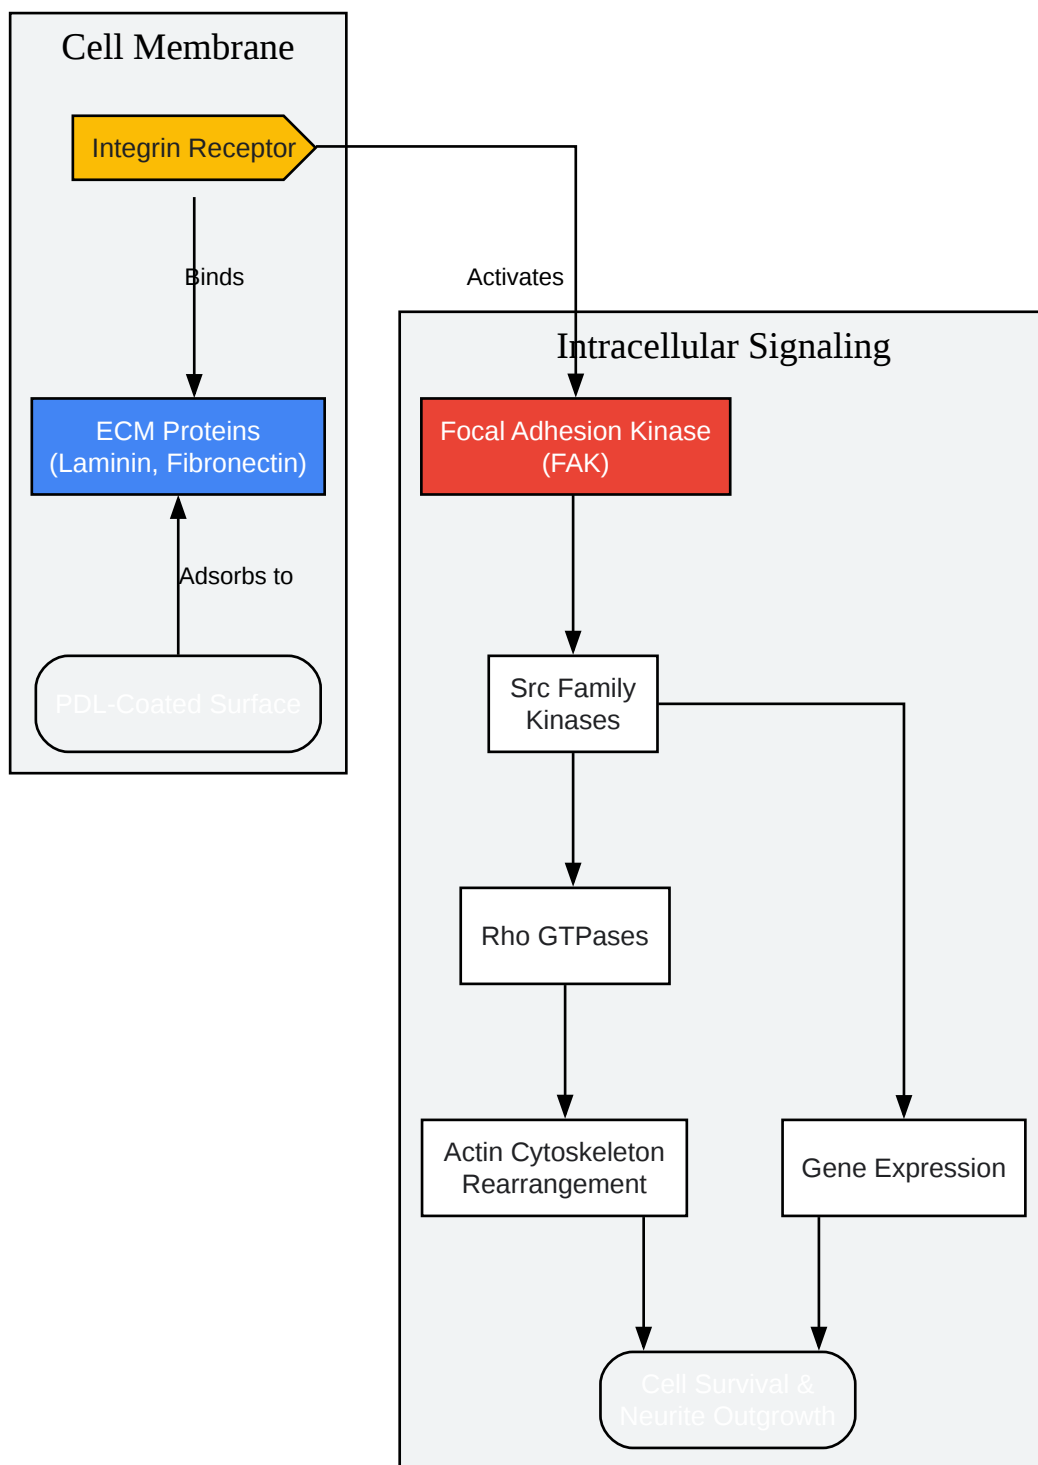 Cell Membrane
Integrin Receptor
Binds
Activates
Intracellular Signaling
ECM Proteins
(Laminin, Fibronectin)
Focal Adhesion Kinase
(FAK)
Adsorbs to
PDL-Coated Surface
Src Family
Kinases
Rho GTPases
Actin Cytoskeleton
Rearrangement
Gene Expression
Cell Survival &
Neurite Outgrowth